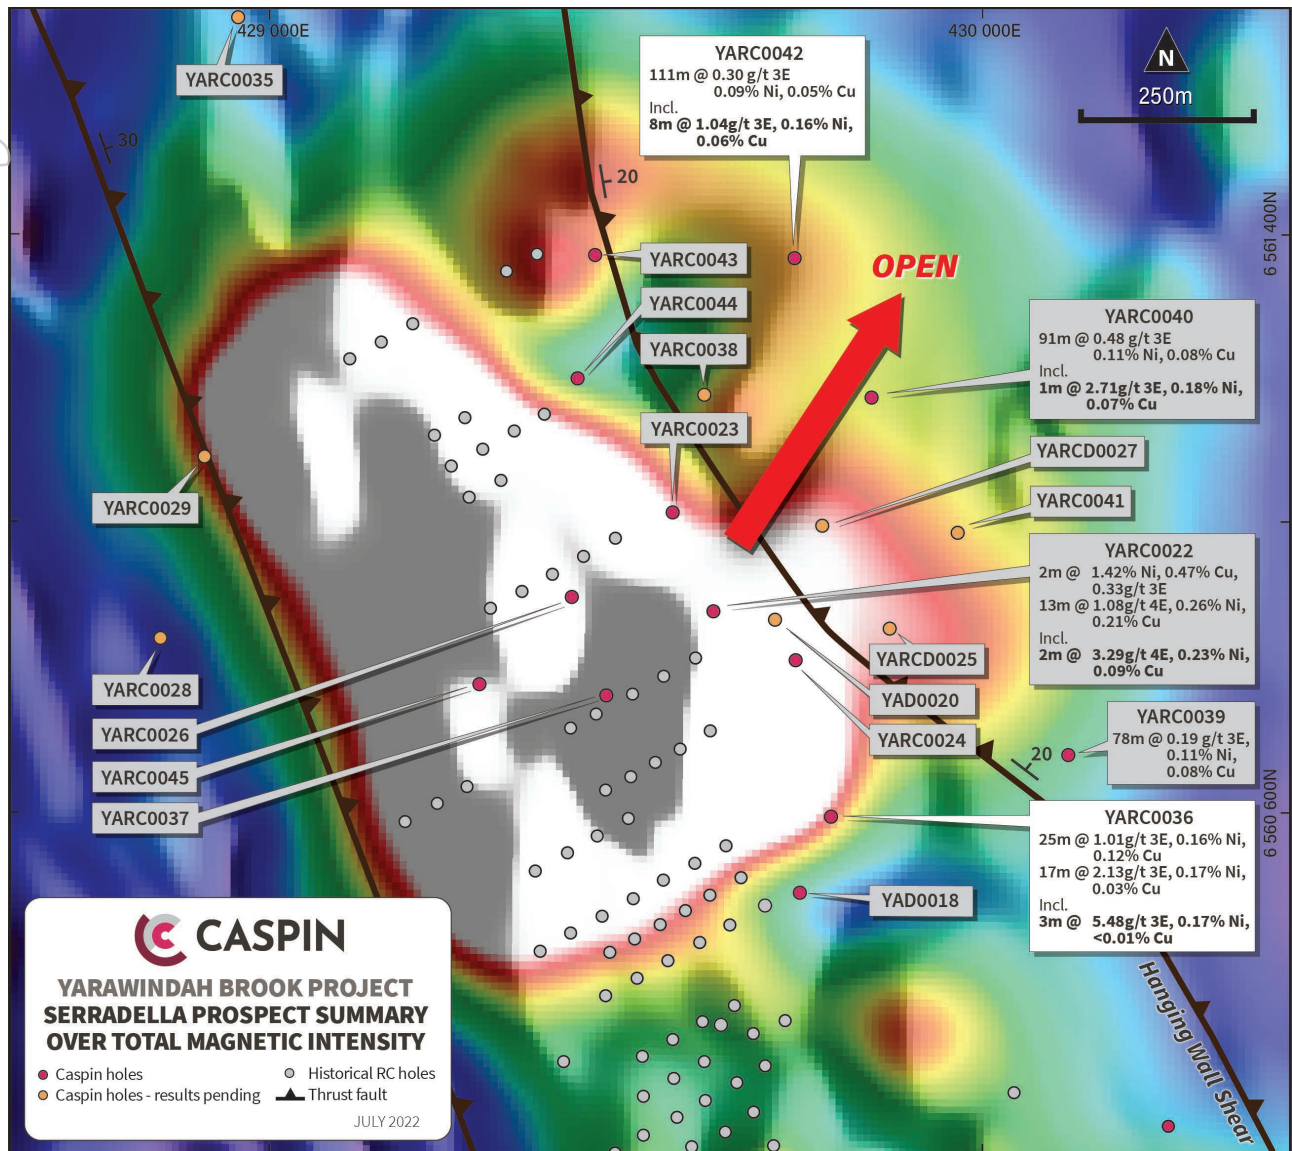 429 000E
430 000E
N
250m
YARC0035
YARC0042
111m @ 0.30 g/t 3E
0.09% Ni, 0.05% Cu
Incl.
8m @ 1.04g/t 3E, 0.16% Ni,
0.06% Cu
30
20
6 561 400N
YARC0043
OPEN
YARC0044
YARC0038
YARC0040
91m @ 0.48 g/t 3E
0.11% Ni, 0.08% Cu
Incl.
1m @ 2.71g/t 3E, 0.18% Ni,
0.07% Cu
YARC0023
YARCD0027
YARC0029
YARC0041
YARC0022
2m @ 1.42% Ni, 0.47% Cu,
0.33g/t 3E
13m @ 1.08g/t 4E, 0.26% Ni,
0.21% Cu
Incl.
2m @ 3.29g/t 4E, 0.23% Ni,
0.09% Cu
YARC0028
YARCD0025
YAD0020
YARC0026
YARC0024
YARC0045
YARC0037
YARC0039
78m @ 0.19 g/t 3E,
0.11% Ni,
0.08% Cu
20
6 560 600N
YARC0036
25m @ 1.01g/t 3E, 0.16% Ni,
0.12% Cu
17m @ 2.13g/t 3E, 0.17% Ni,
0.03% Cu
Incl.
3m @ 5.48g/t 3E, 0.17% Ni,
<0.01% Cu
YAD0018
Hanging Wall Shear
CASPIN
YARAWINDAH BROOK PROJECT
SERRADELLA PROSPECT SUMMARY
OVER TOTAL MAGNETIC INTENSITY
Caspin holes
Historical RC holes
Caspin holes - results pending
Thrust fault
JULY 2022